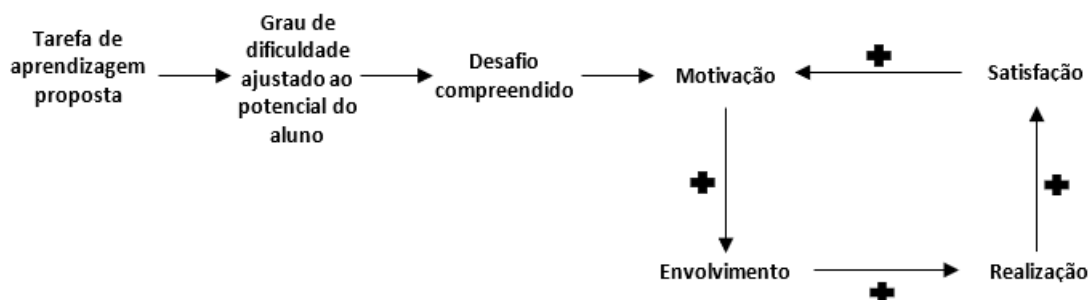 Tarefa de
aprendizagem
proposta
Grau de
dificuldade
ajustado ao
potencial do
aluno
Desafio
compreendido
Motivação
Satisfação
Envolvimento
Realização